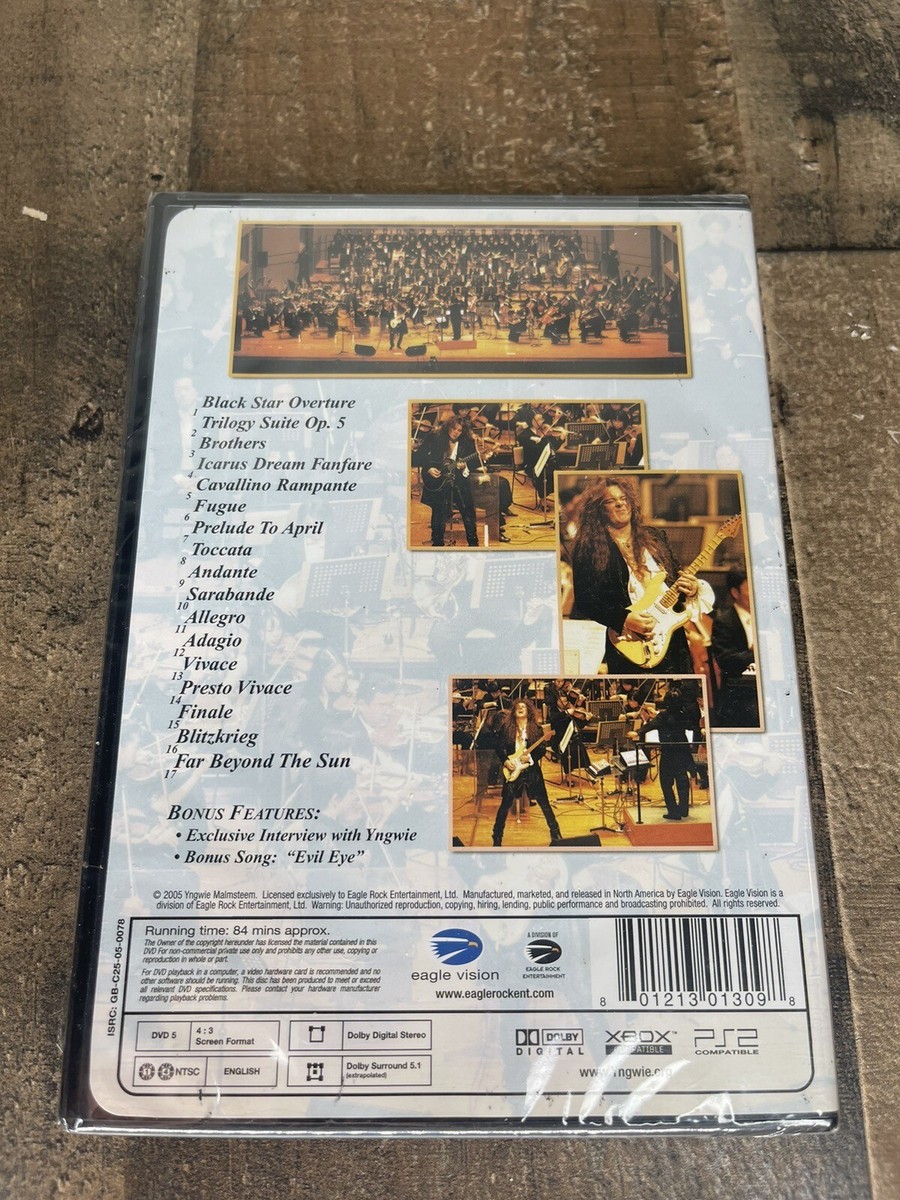 1 Black Star Overture
2 Trilogy Suite Op. 5
3 Brothers
4 Icarus Dream Fanfare
5 Cavallino Rampante
6 Fugue
7 Prelude To April
8 Toccata
9 Andante
10 Sarabande
11 Allegro
12 Adagio
13 Vivace
14 Presto Vivace
15 Finale
16 Blitzkrieg
17 Far Beyond The Sun
BONUS FEATURES:
• Exclusive Interview with Yngwie
• Bonus Song: “Evil Eye”
© 2005 Yngwie Malmsteem. Licensed exclusively to Eagle Rock Entertainment, Ltd. Manufactured, marketed, and released in North America by Eagle Vision. Eagle Vision is a
division of Eagle Rock Entertainment, Ltd. Warning: Unauthorized reproduction, copying, hiring, lending, public performance and broadcasting prohibited. All rights reserved.
ISRC: GB-C25-05-0078
Running time: 84 mins approx.
The Owner of the copyright hereunder has licensed the material contained in this
DVD For non-commercial private use only and prohibits any other use, copying or
reproduction in whole or part.
For DVD playback in a computer, a video hardware card is recommended and no
other software should be running. This disc has been produced to meet or exceed
all relevant DVD specifications. Please contact your hardware manufacturer
regarding playback problems.
eagle vision
A DIVISION OF
EAGLE ROCK
ENTERTAINMENT
www.eaglerockent.com
8 01213 01309 8
DVD 5
4 : 3
Screen Format
Dolby Digital Stereo
NTSC
ENGLISH
Dolby Surround 5.1
(extrapolated)
DOLBY
DIGITAL
XBOX™
COMPATIBLE
PS2
COMPATIBLE
www.Yngwie.org